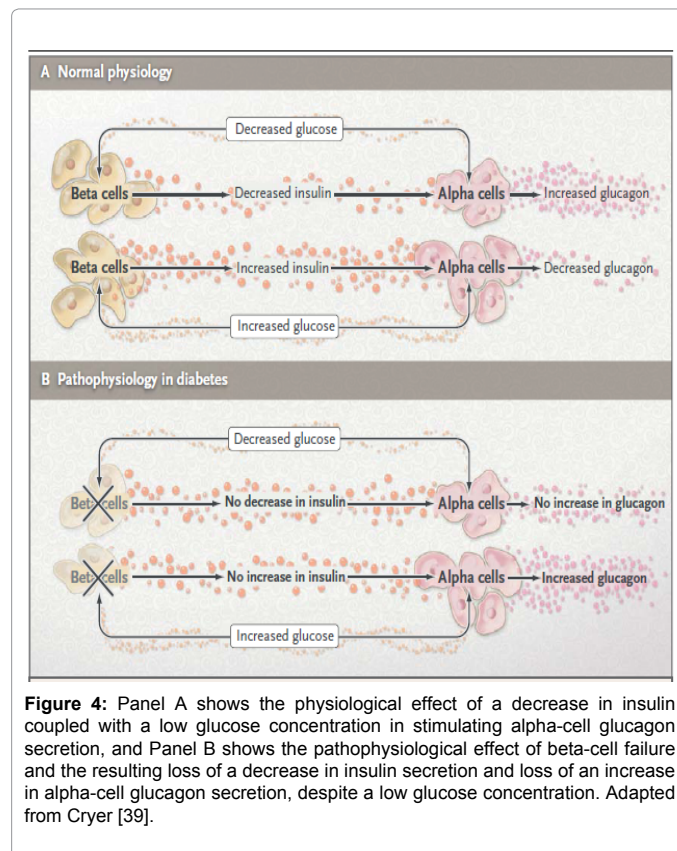 A Normal physiology
Decreased glucose
Beta cells Decreased insulin Alpha cells Increased glucagon
Beta cells Increased insulin Alpha cells Decreased glucagon
Increased glucose
B Pathophysiology in diabetes
Decreased glucose
Beta cells No decrease in insulin Alpha cells No increase in glucagon
Beta cells No increase in insulin Alpha cells Increased glucagon
Increased glucose
Figure 4: Panel A shows the physiological effect of a decrease in insulin
coupled with a low glucose concentration in stimulating alpha-cell glucagon
secretion, and Panel B shows the pathophysiological effect of beta-cell failure
and the resulting loss of a decrease in insulin secretion and loss of an increase
in alpha-cell glucagon secretion, despite a low glucose concentration. Adapted
from Cryer [39].